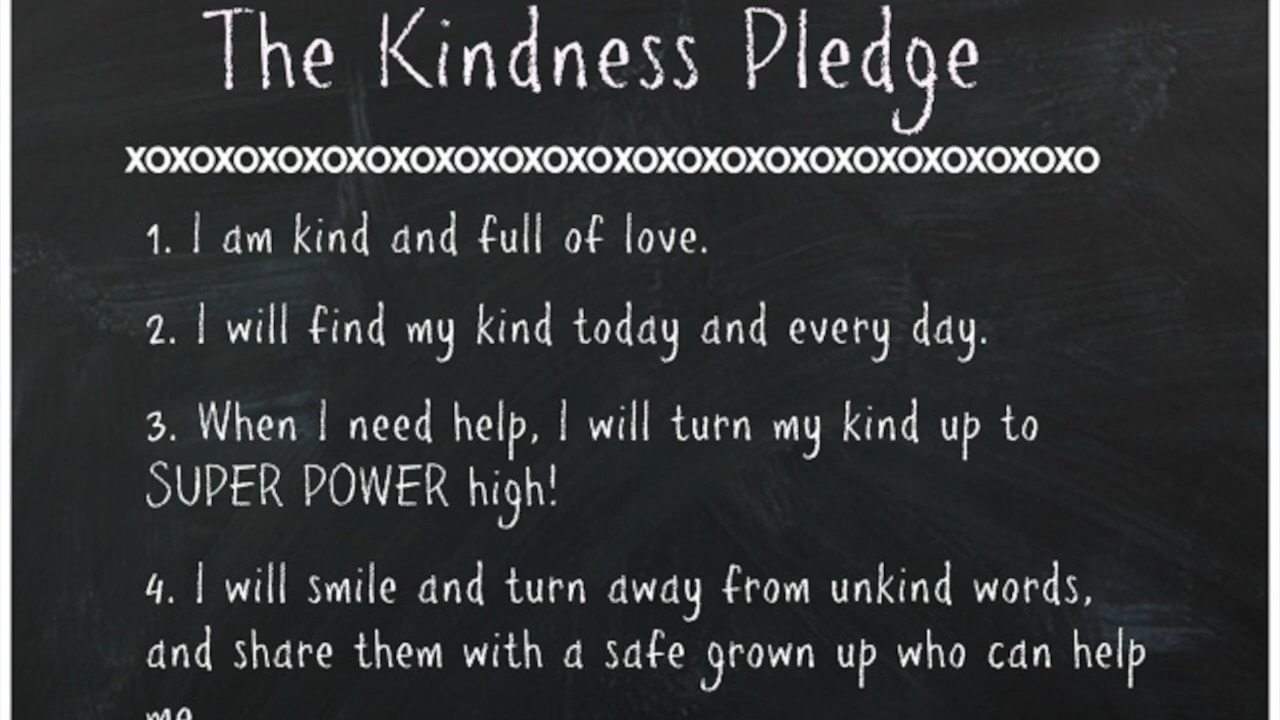 The Kindness Pledge
XOXOXOXOXOXOXOXOXOXOXOXOXOXOXOXOXOXOXOXOXO
1. I am kind and full of love.
2. I will find my kind today and every day.
3. When I need help, I will turn my kind up to
SUPER POWER high!
4. I will smile and turn away from unkind words,
and share them with a safe grown up who can help
me